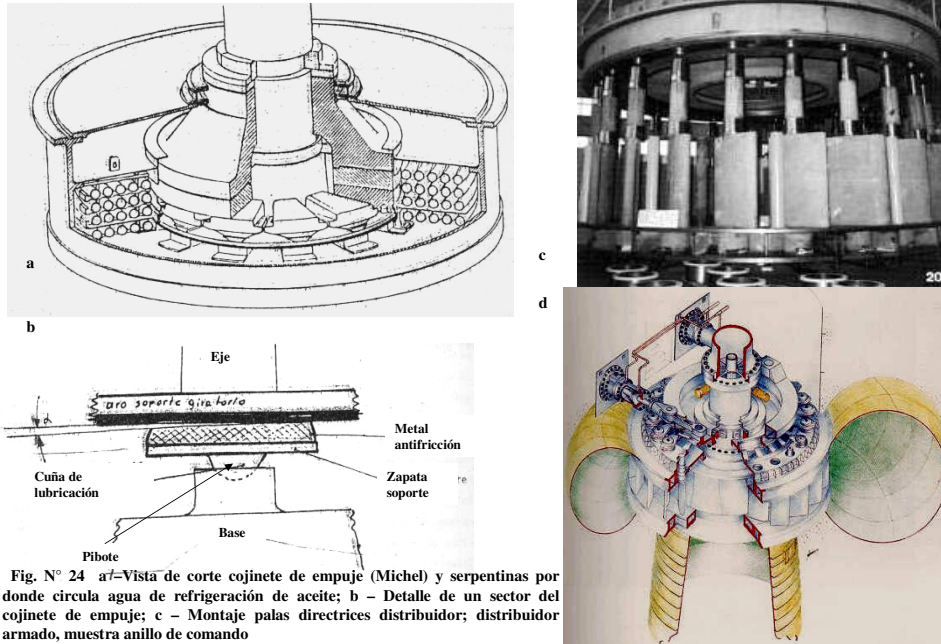 a
c
20
d
b
Eje
aro soporte giratorio
α
Metal
antifricción
Cuña de
lubricación
Zapata
soporte
Base
Pibote
Fig. N° 24 a –Vista de corte cojinete de empuje (Michel) y serpentinas por
donde circula agua de refrigeración de aceite; b – Detalle de un sector del
cojinete de empuje; c – Montaje palas directrices distribuidor; distribuidor
armado, muestra anillo de comando